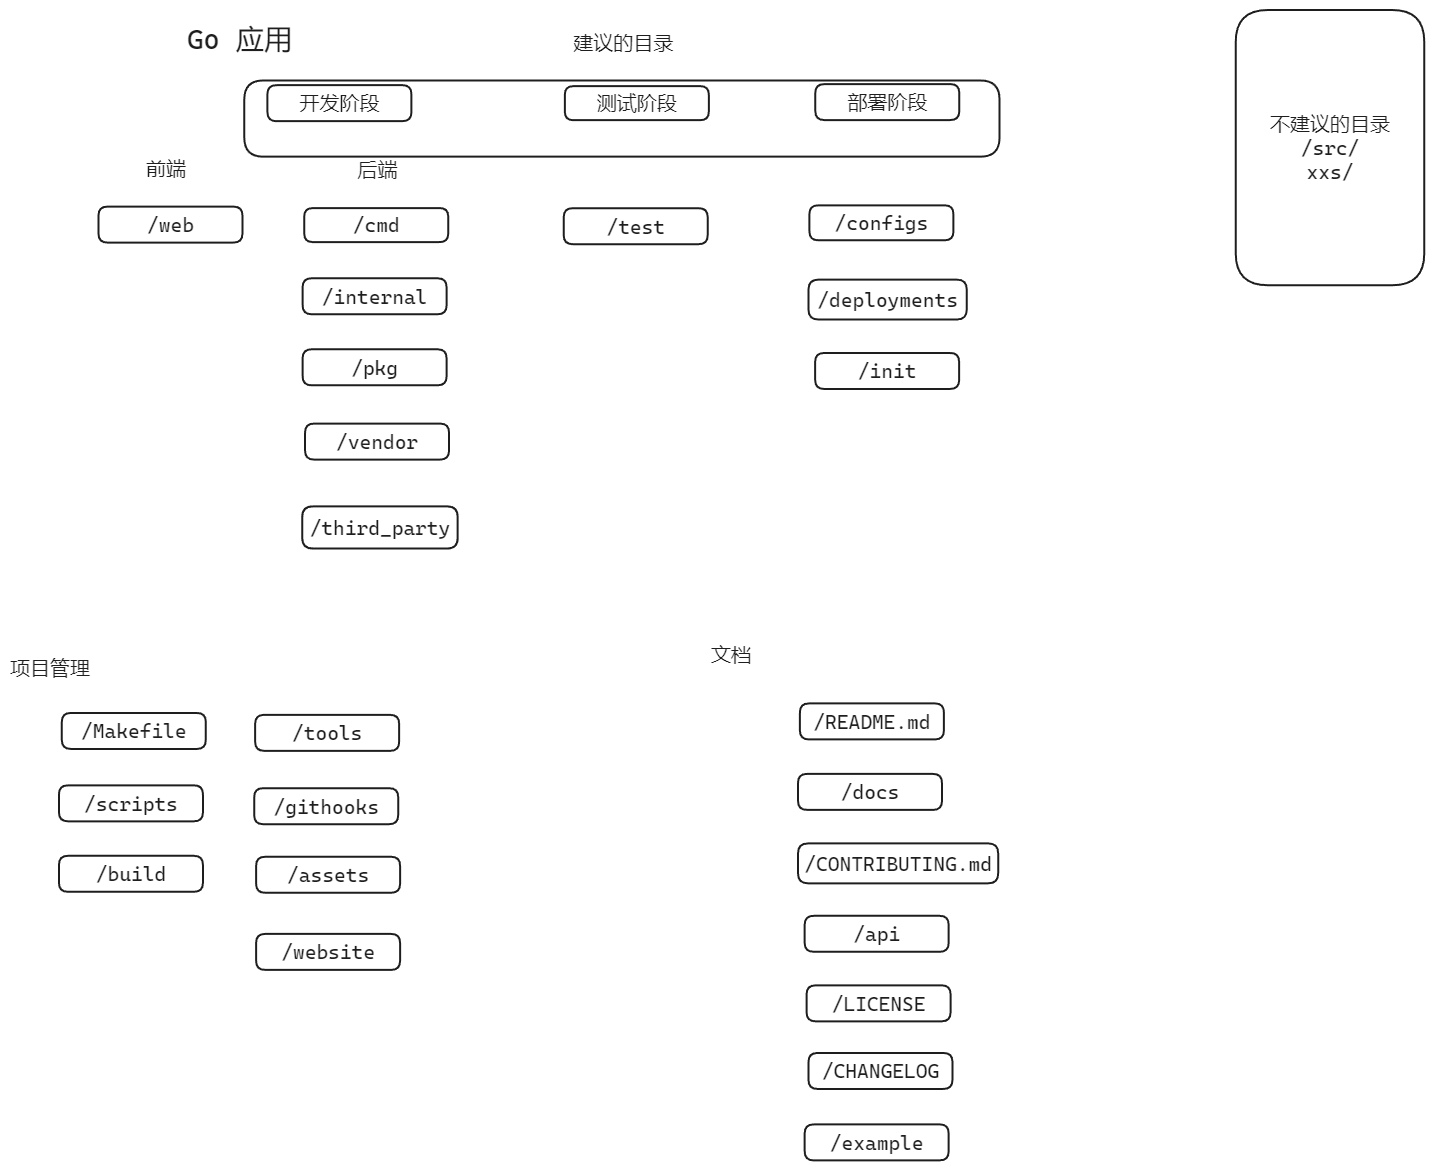 Go 应用
建议的目录
开发阶段
测试阶段
部署阶段
不建议的目录
/src/
xxs/
前端
后端
/web
/cmd
/test
/configs
/internal
/deployments
/pkg
/init
/vendor
/third_party
项目管理
文档
/Makefile
/tools
/README.md
/scripts
/githooks
/docs
/build
/assets
/CONTRIBUTING.md
/website
/api
/LICENSE
/CHANGELOG
/example